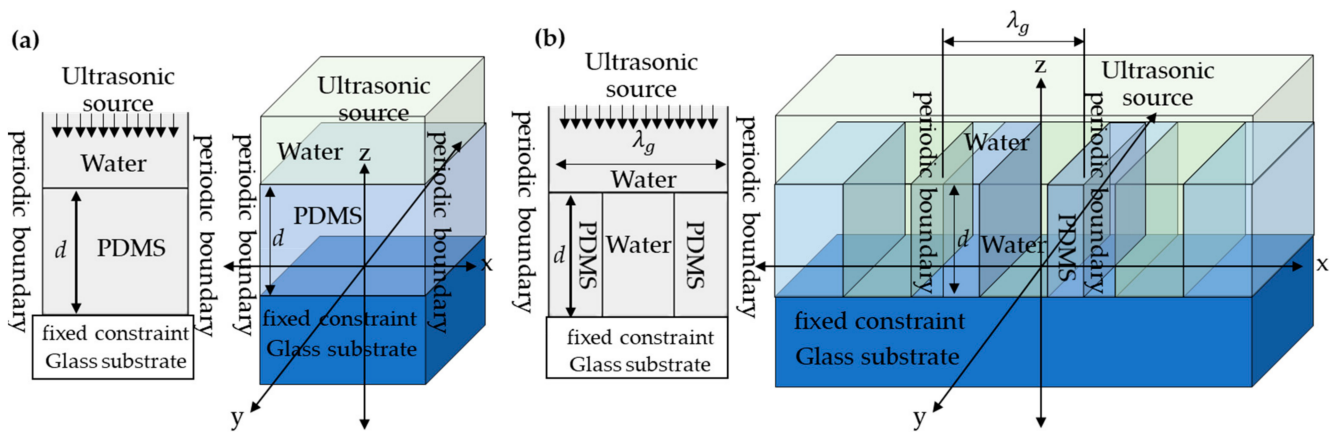 (a)
Ultrasonic
source
Water
PDMS
d
periodic boundary
periodic boundary
fixed constraint
Glass substrate
Ultrasonic
source
Water
z
PDMS
d
x
y
periodic boundary
periodic boundary
fixed constraint
Glass substrate
(b)
Ultrasonic
source
λg
Water
PDMS
Water
PDMS
d
periodic boundary
periodic boundary
fixed constraint
Glass substrate
λg
z
Ultrasonic
source
Water
periodic boundary
periodic boundary
d
Water
PDMS
x
y
fixed constraint
Glass substrate